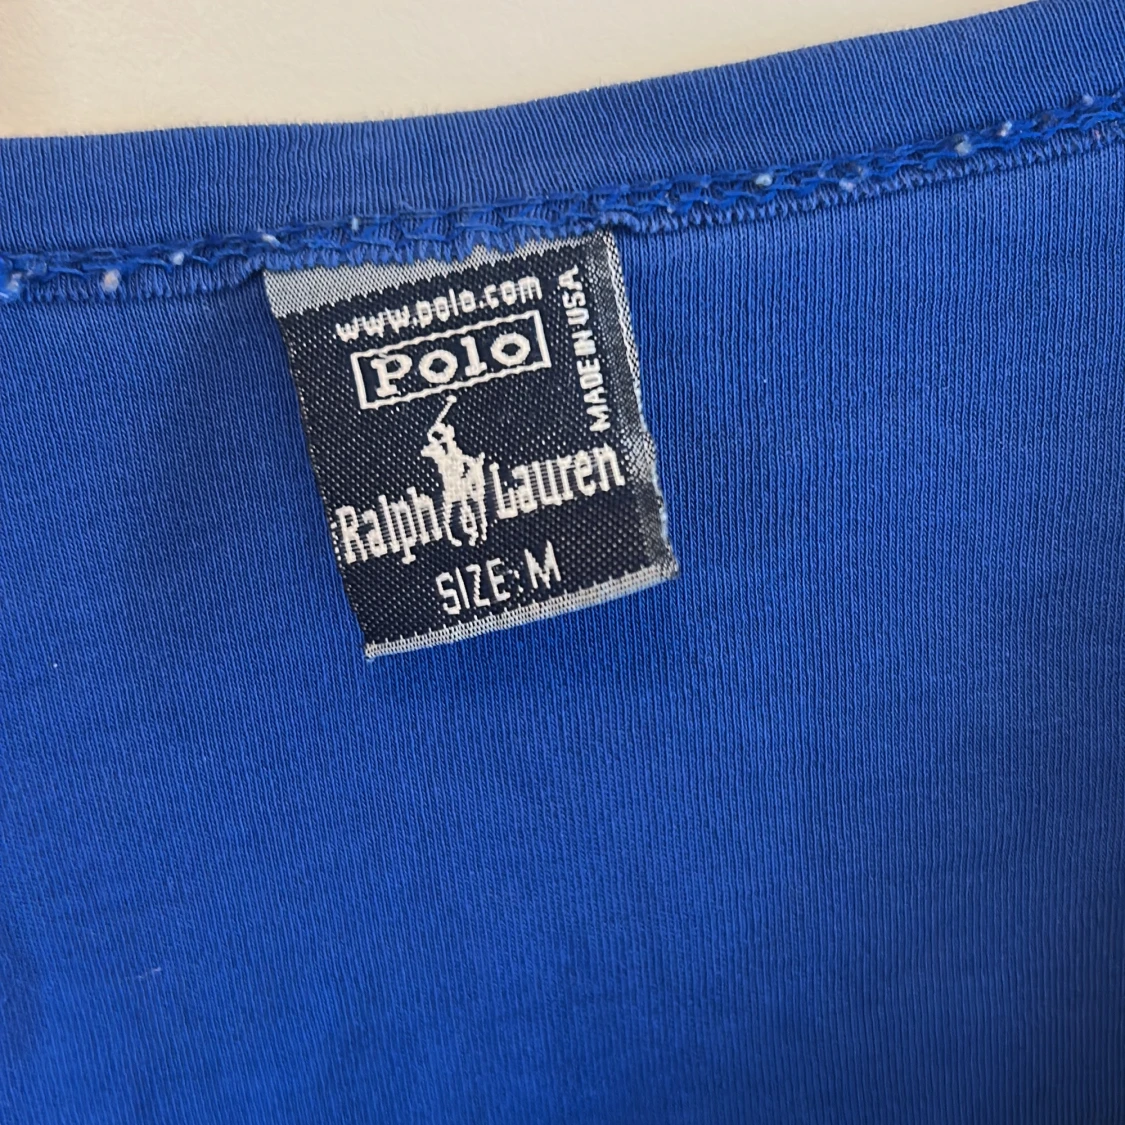 www.polo.com
Polo
Ralph Lauren
SIZE: M
MADE IN USA